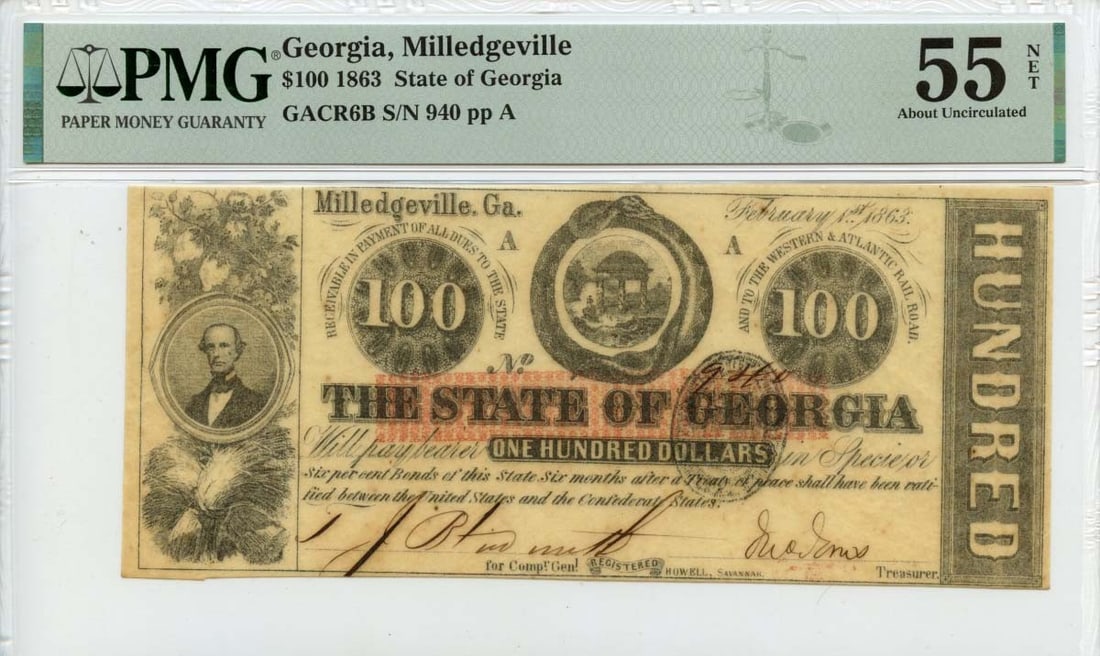 PMG®
PAPER MONEY GUARANTY
Georgia, Milledgeville
$100 1863 State of Georgia
GACR6B S/N 940 pp A
55 NET
About Uncirculated
Milledgeville. Ga.
February 1st 1863.
A
A
RECEIVABLE IN PAYMENT OF ALL DUES TO THE STATE
100
AND TO THE WESTERN & ATLANTIC RAIL ROAD.
100
HUNDRED
No
940
THE STATE OF GEORGIA
Will pay bearer ONE HUNDRED DOLLARS in Specie or
Six per cent Bonds of this State Six months after a Treaty of peace shall have been rati-
fied between the United States and the Confederate States.
1
Jno Jones
for Compt. Genl.
REGISTERED
HOWELL, SAVANNAH.
Treasurer.